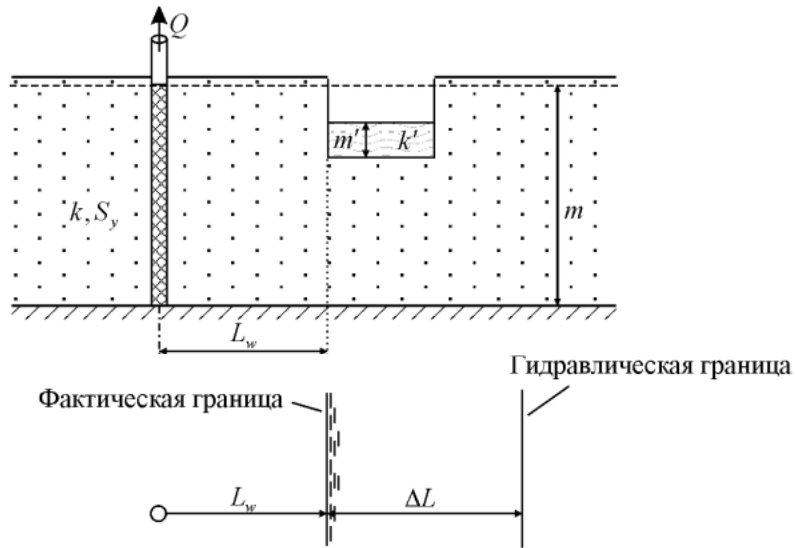 Q
m′ k′
k, S_y
m
L_w
Гидравлическая граница
Фактическая граница
L_w ΔL